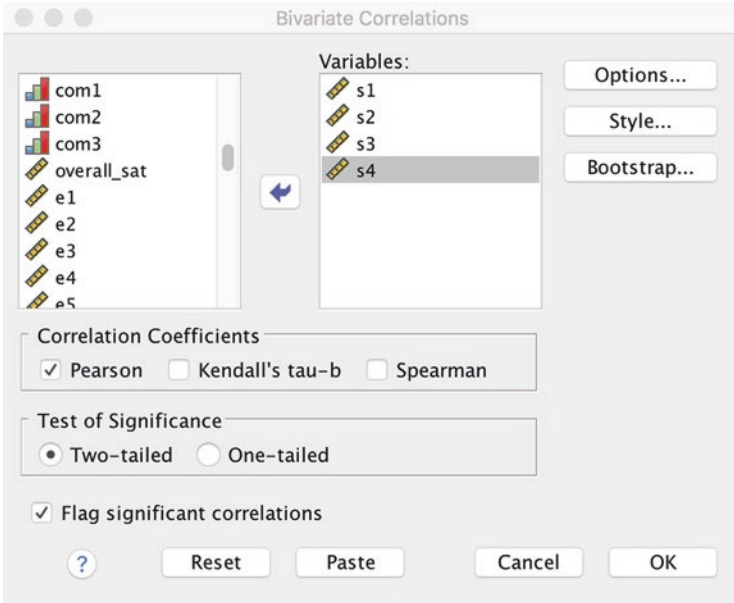 Bivariate Correlations
com1
com2
com3
overall_sat
e1
e2
e3
e4
e5
Variables:
s1
s2
s3
s4
Options...
Style...
Bootstrap...
Correlation Coefficients
Pearson Kendall's tau-b Spearman
Test of Significance
Two-tailed One-tailed
Flag significant correlations
? Reset Paste Cancel OK